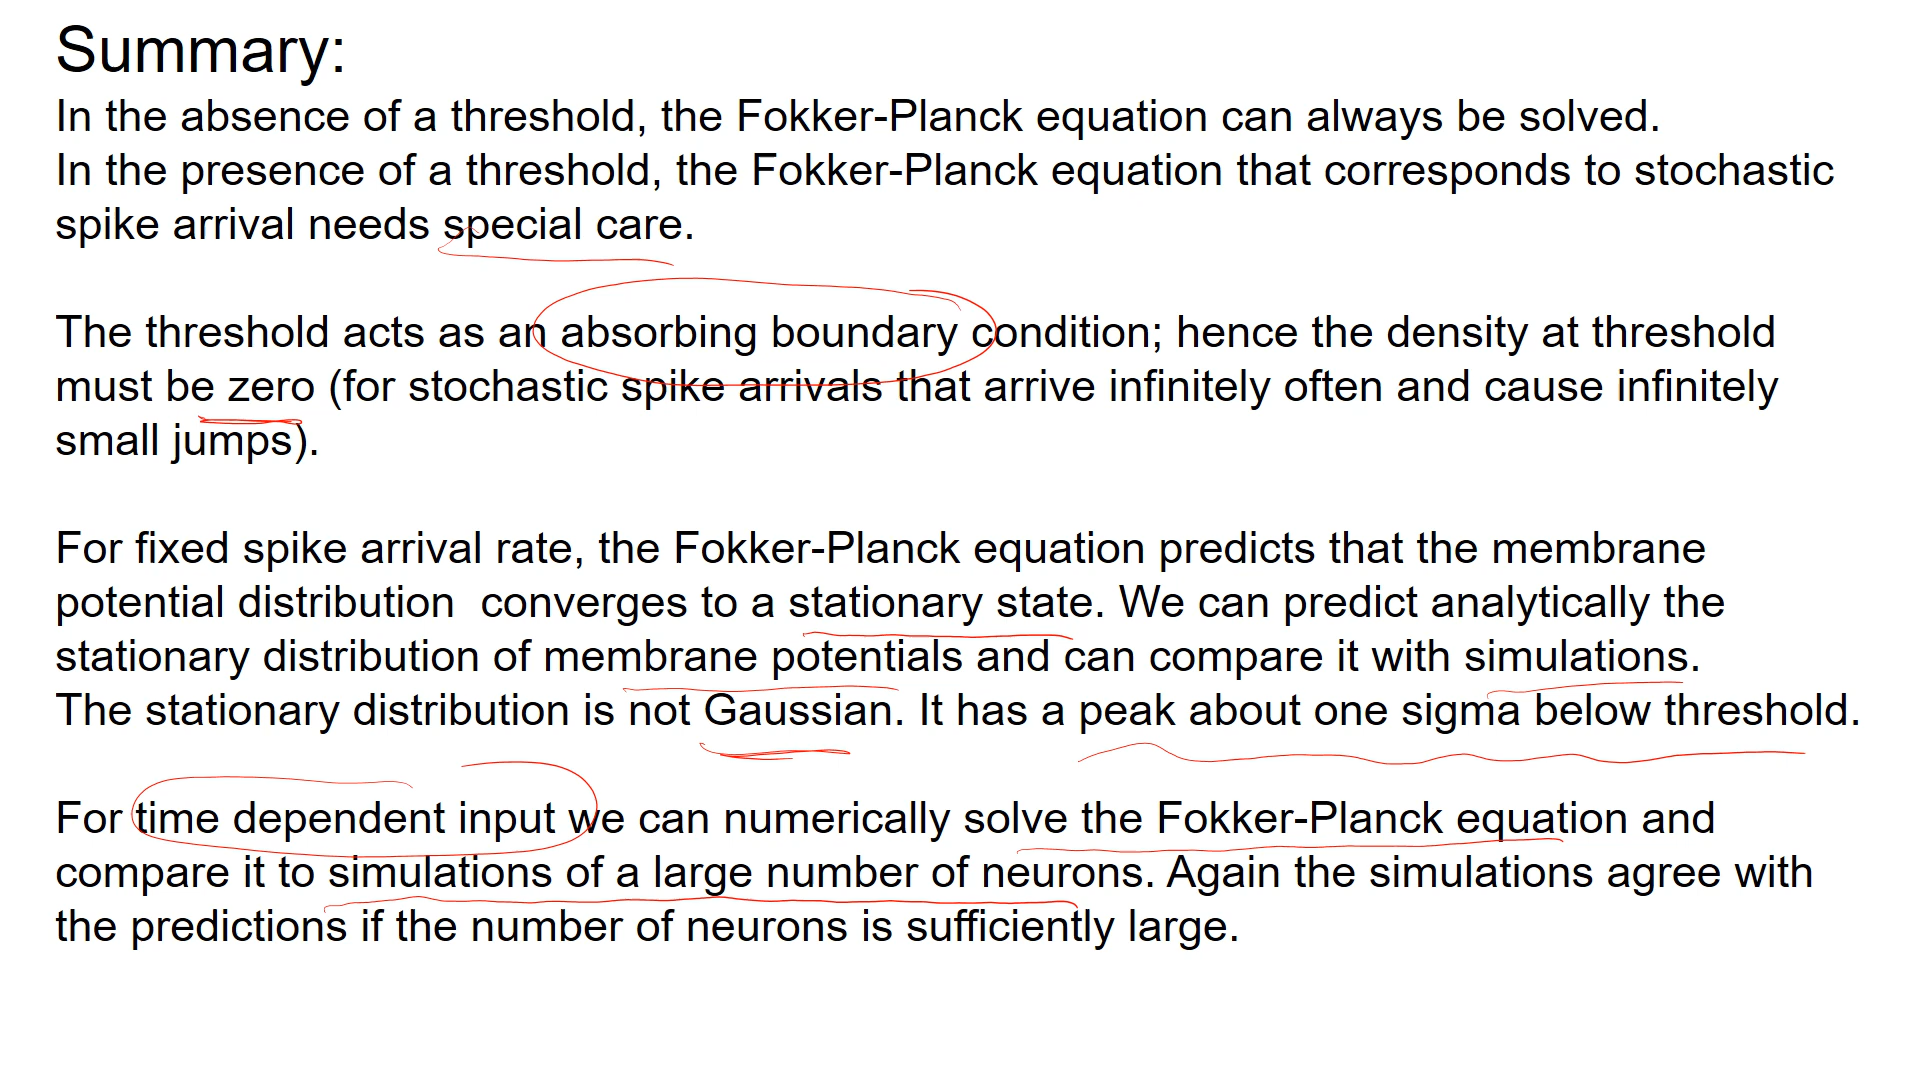 Summary:
In the absence of a threshold, the Fokker-Planck equation can always be solved.
In the presence of a threshold, the Fokker-Planck equation that corresponds to stochastic
spike arrival needs special care.
The threshold acts as an absorbing boundary condition; hence the density at threshold
must be zero (for stochastic spike arrivals that arrive infinitely often and cause infinitely
small jumps).
For fixed spike arrival rate, the Fokker-Planck equation predicts that the membrane
potential distribution  converges to a stationary state. We can predict analytically the
stationary distribution of membrane potentials and can compare it with simulations.
The stationary distribution is not Gaussian. It has a peak about one sigma below threshold.
For time dependent input we can numerically solve the Fokker-Planck equation and
compare it to simulations of a large number of neurons. Again the simulations agree with
the predictions if the number of neurons is sufficiently large.